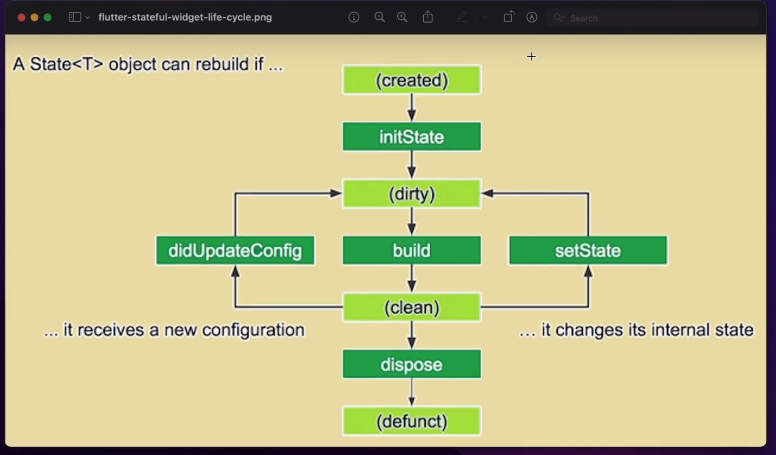 flutter-stateful-widget-life-cycle.png
Search
A State<T> object can rebuild if ...
(created)
initState
(dirty)
didUpdateConfig
build
setState
(clean)
... it receives a new configuration
... it changes its internal state
dispose
(defunct)